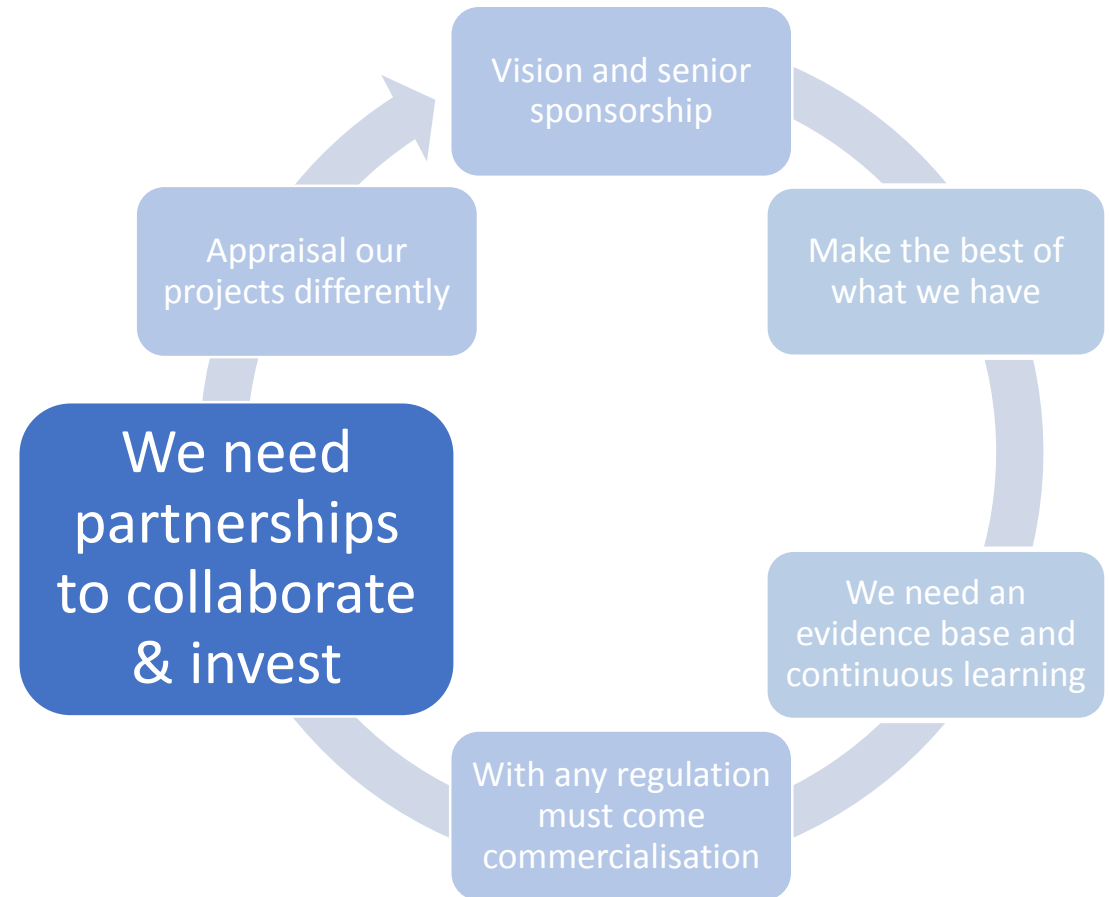 Vision and senior
sponsorship
Make the best of
what we have
We need an
evidence base and
continuous learning
With any regulation
must come
commercialisation
We need
partnerships
to collaborate
& invest
Appraisal our
projects differently